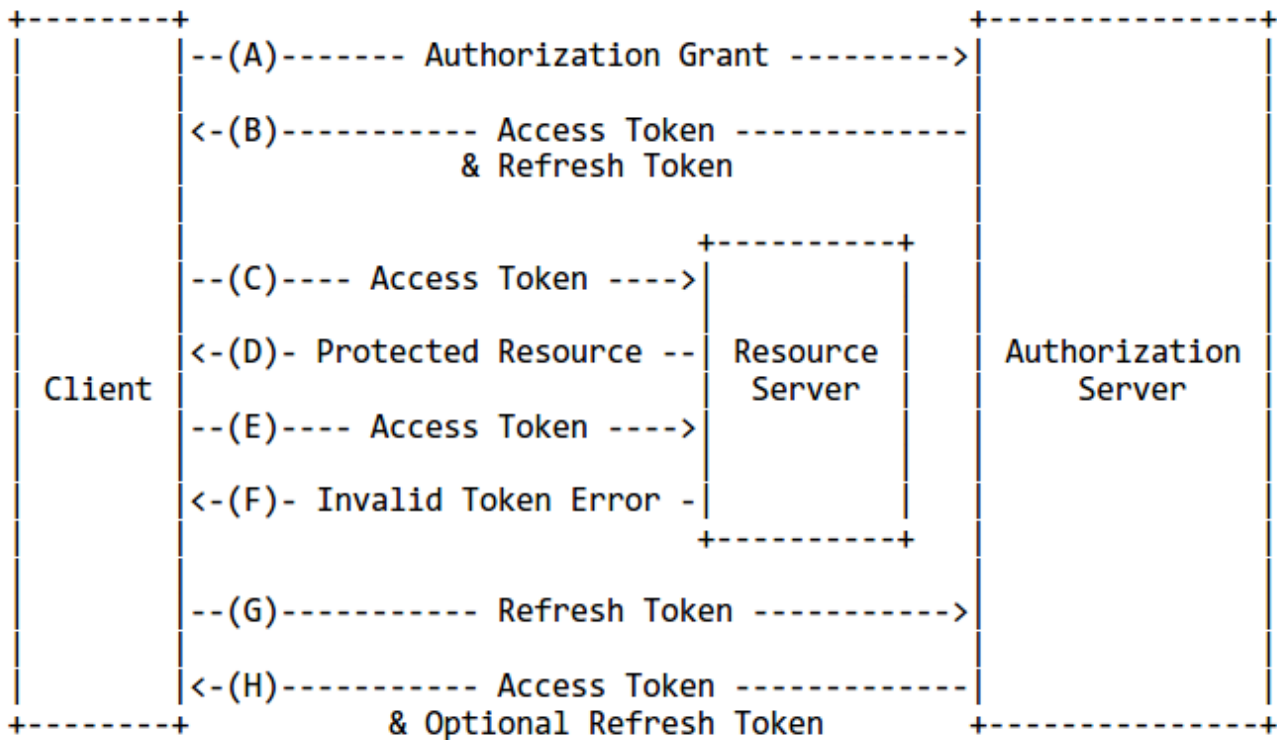 +--------+                                           +---------------+
|        |--(A)------- Authorization Grant --------->|               |
|        |                                           |               |
|        |<-(B)----------- Access Token -------------|               |
|        |               & Refresh Token             |               |
|        |                                           |               |
|        |                            +----------+   |               |
|        |--(C)---- Access Token ---->|          |   |               |
|        |                            |          |   |               |
|        |<-(D)- Protected Resource --| Resource |   | Authorization |
| Client |                            |  Server  |   |     Server    |
|        |--(E)---- Access Token ---->|          |   |               |
|        |                            |          |   |               |
|        |<-(F)- Invalid Token Error -|          |   |               |
|        |                            +----------+   |               |
|        |                                           |               |
|        |--(G)----------- Refresh Token ----------->|               |
|        |                                           |               |
|        |<-(H)----------- Access Token -------------|               |
+--------+           & Optional Refresh Token        +---------------+